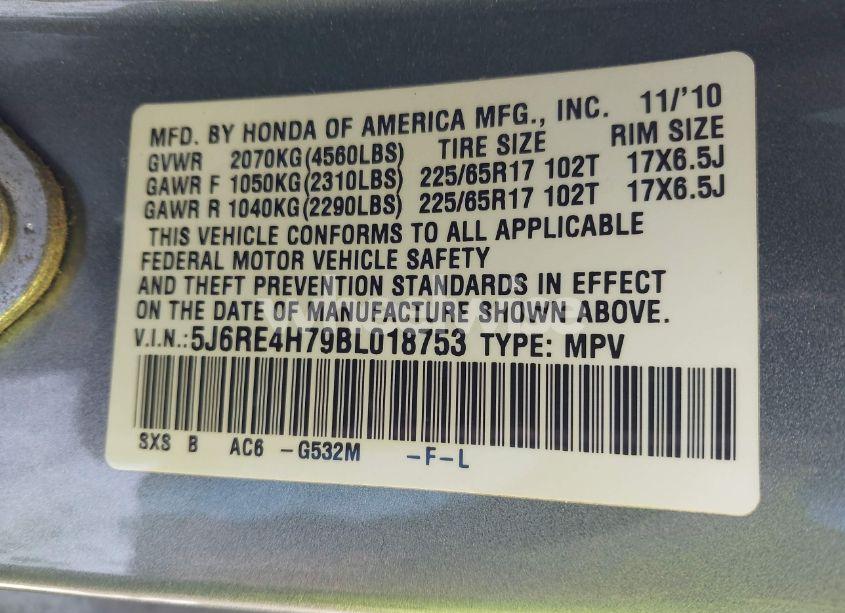 MFD. BY HONDA OF AMERICA MFG., INC. 11/'10
GVWR 2070KG(4560LBS) TIRE SIZE RIM SIZE
GAWR F 1050KG(2310LBS) 225/65R17 102T 17X6.5J
GAWR R 1040KG(2290LBS) 225/65R17 102T 17X6.5J
THIS VEHICLE CONFORMS TO ALL APPLICABLE
FEDERAL MOTOR VEHICLE SAFETY
AND THEFT PREVENTION STANDARDS IN EFFECT
ON THE DATE OF MANUFACTURE SHOWN ABOVE.
V.I.N.:5J6RE4H79BL018753 TYPE: MPV
SXS B AC6 -G532M -F-L